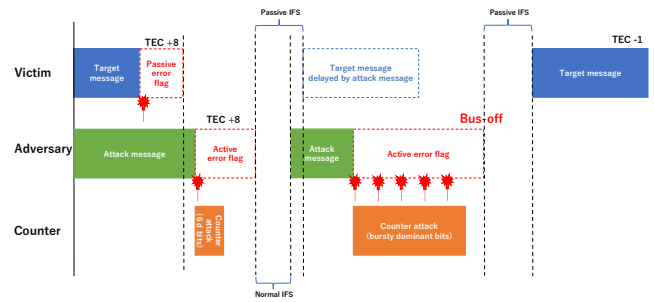 Passive IFS
Passive IFS
TEC +8
TEC -1
Victim
Target
message
Passive
error
flag
Target message
delayed by attack message
Target message
TEC +8
Bus-off
Adversary
Attack message
Active
error flag
Attack
message
Active error flag
Counter
Counter
attack
(6 d bits)
Counter attack
(bursty dominant bits)
Normal IFS